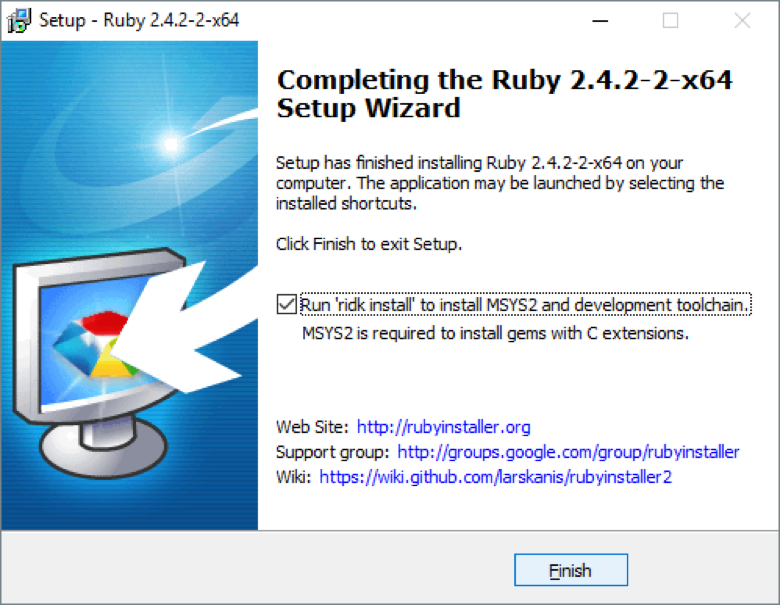 Setup - Ruby 2.4.2-2-x64
Completing the Ruby 2.4.2-2-x64
Setup Wizard
Setup has finished installing Ruby 2.4.2-2-x64 on your
computer. The application may be launched by selecting the
installed shortcuts.
Click Finish to exit Setup.
Run 'ridk install' to install MSYS2 and development toolchain.
MSYS2 is required to install gems with C extensions.
Web Site: http://rubyinstaller.org
Support group: http://groups.google.com/group/rubyinstaller
Wiki: https://wiki.github.com/larskanis/rubyinstaller2
Finish